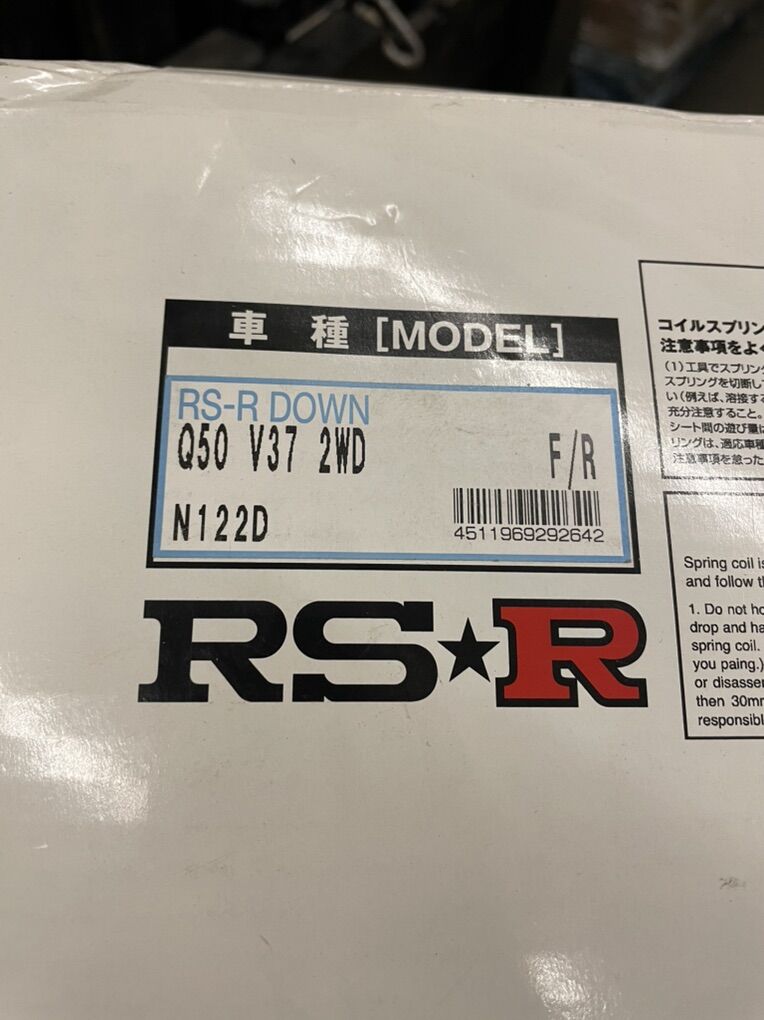 車 種 [MODEL]
RS-R DOWN
Q50 V37 2WD
F/R
N122D
4511969292642
RS★R
コイルスプリン
注意事項をよく
(1)工具でスプリング
スプリングを切断し
い(例えば、溶接する
充分注意すること。
シート間の遊び量は
リングは、適応車種
注意事項を怠った
Spring coil is
and follow th
1. Do not ho
drop and ha
spring coil.
you paing.)
or disassem
then 30mm
responsibl